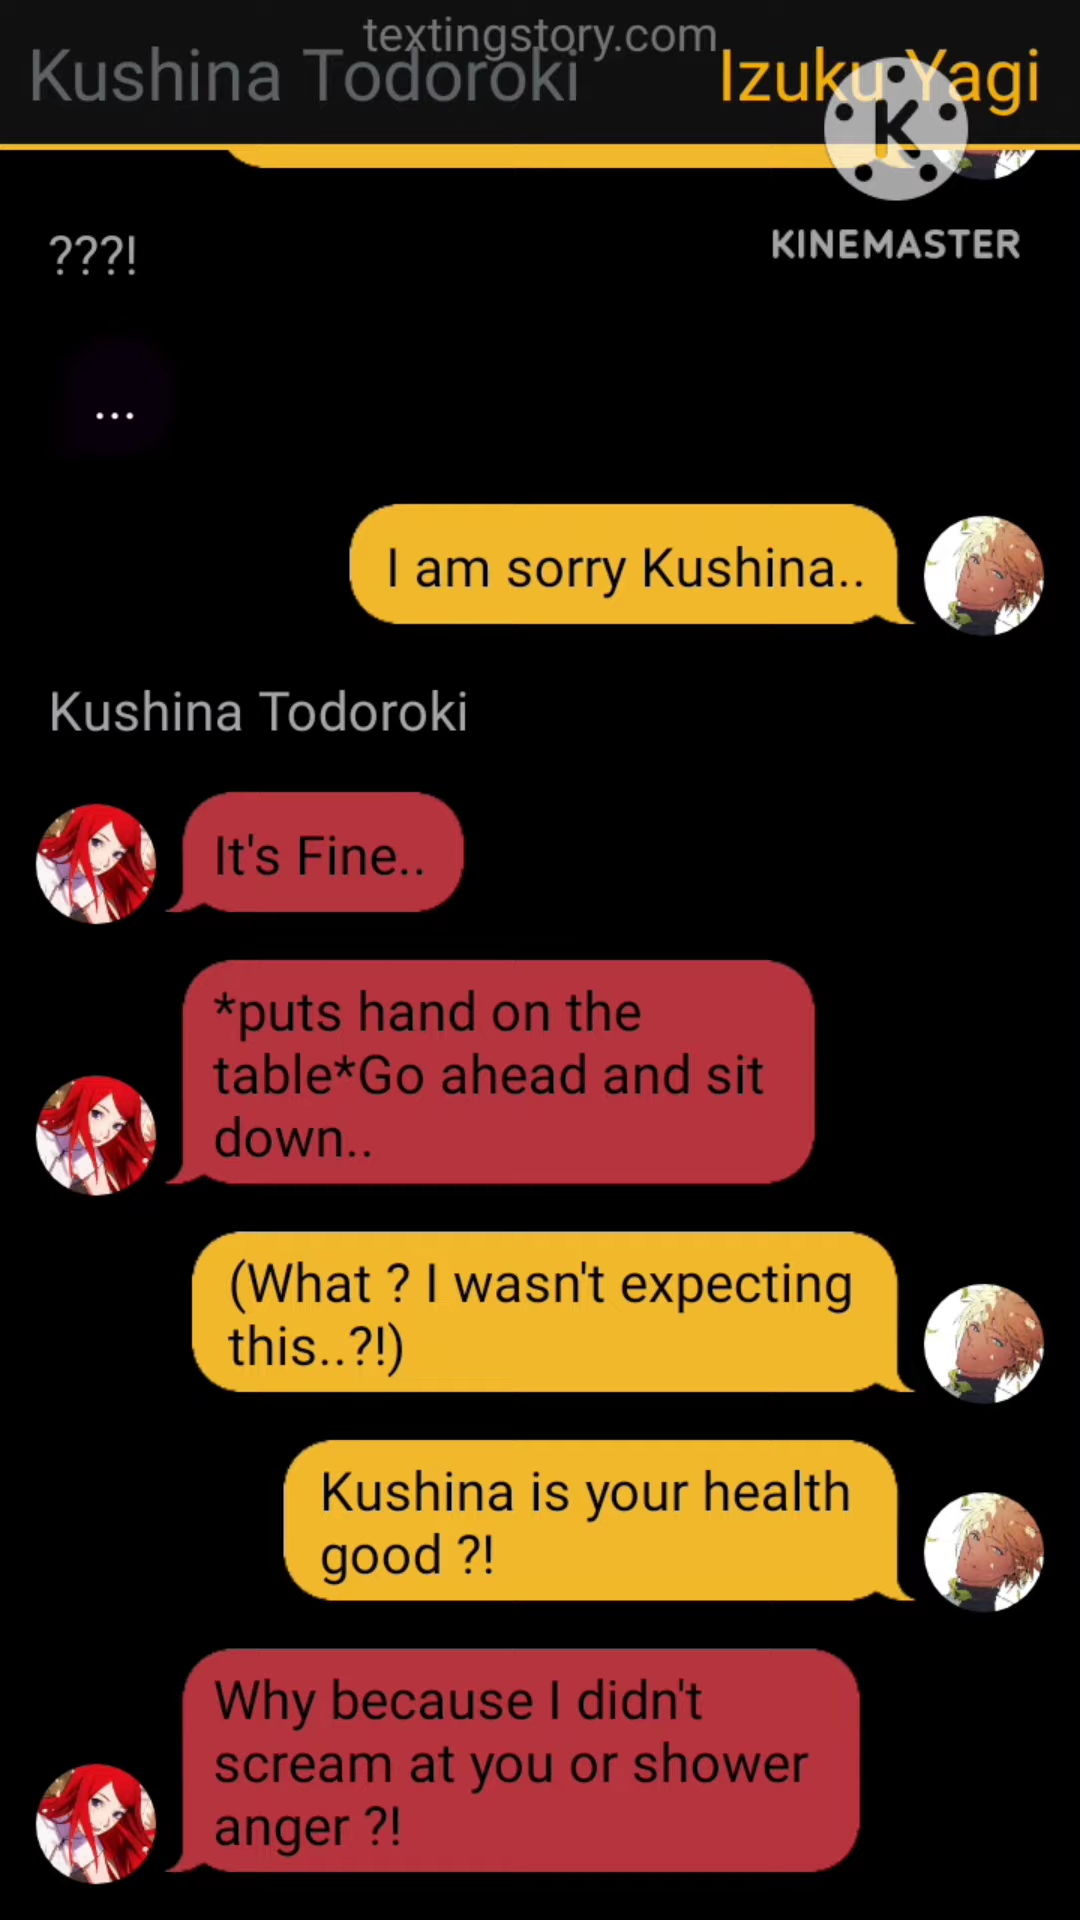 textingstory.com
Kushina Todoroki
Izuku Yagi
K
KINEMASTER
???!
...
I am sorry Kushina..
Kushina Todoroki
It's Fine..
*puts hand on the
table*Go ahead and sit
down..
(What ? I wasn't expecting
this..?!)
Kushina is your health
good ?!
Why because I didn't
scream at you or shower
anger ?!